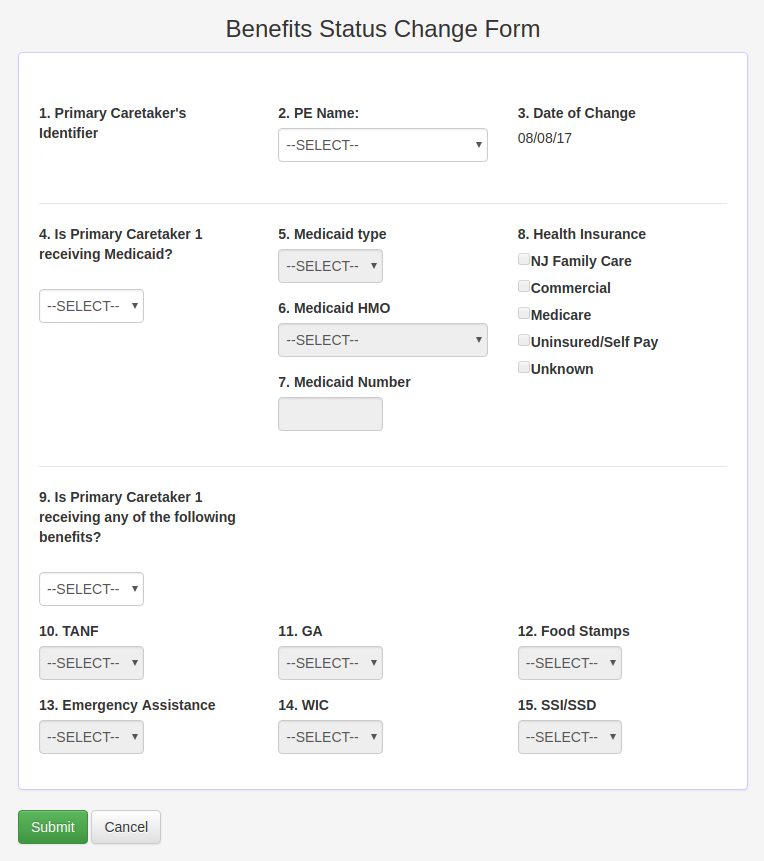 Benefits Status Change Form
1. Primary Caretaker's
Identifier
2. PE Name:
--SELECT--
3. Date of Change
08/08/17
4. Is Primary Caretaker 1
receiving Medicaid?
--SELECT--
5. Medicaid type
--SELECT--
6. Medicaid HMO
--SELECT--
7. Medicaid Number
8. Health Insurance
NJ Family Care
Commercial
Medicare
Uninsured/Self Pay
Unknown
9. Is Primary Caretaker 1
receiving any of the following
benefits?
--SELECT--
10. TANF
--SELECT--
11. GA
--SELECT--
12. Food Stamps
--SELECT--
13. Emergency Assistance
--SELECT--
14. WIC
--SELECT--
15. SSI/SSD
--SELECT--
Submit
Cancel